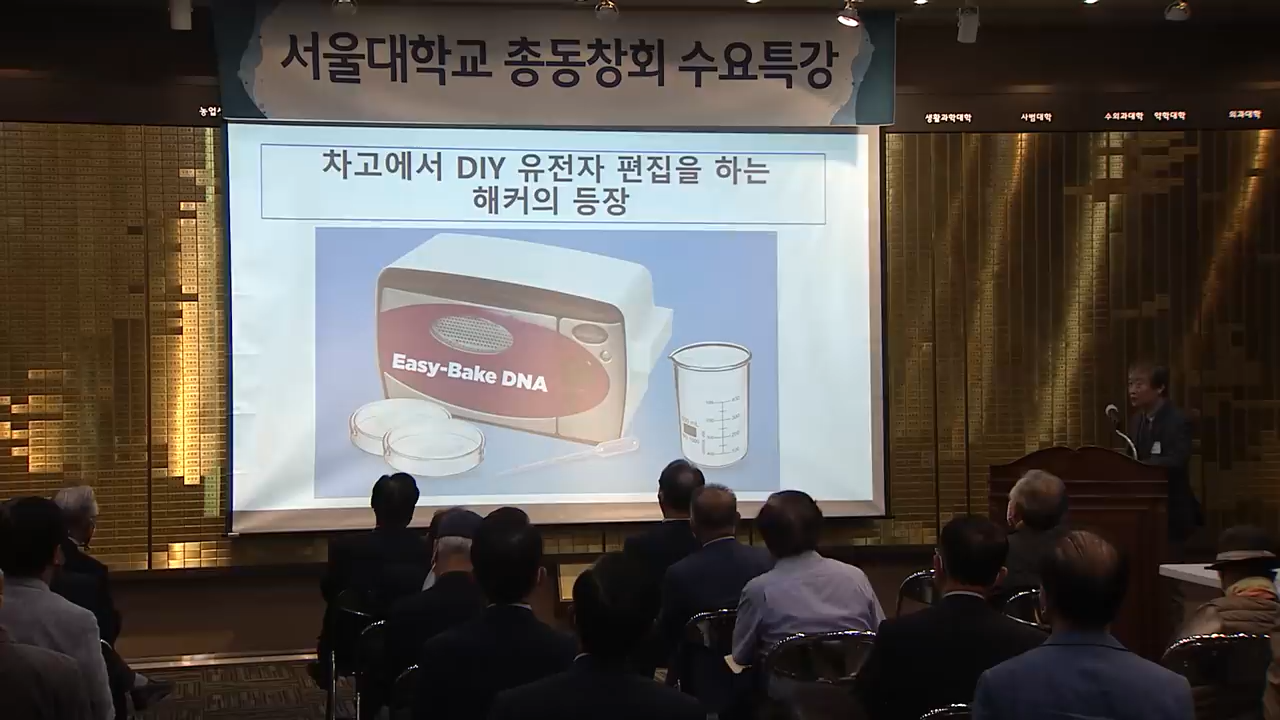 서울대학교 총동창회 수요특강
농업생
생활과학대학 사범대학 수의과대학 약학대학 의과대학
차고에서 DIY 유전자 편집을 하는
해커의 등장
Easy-Bake DNA